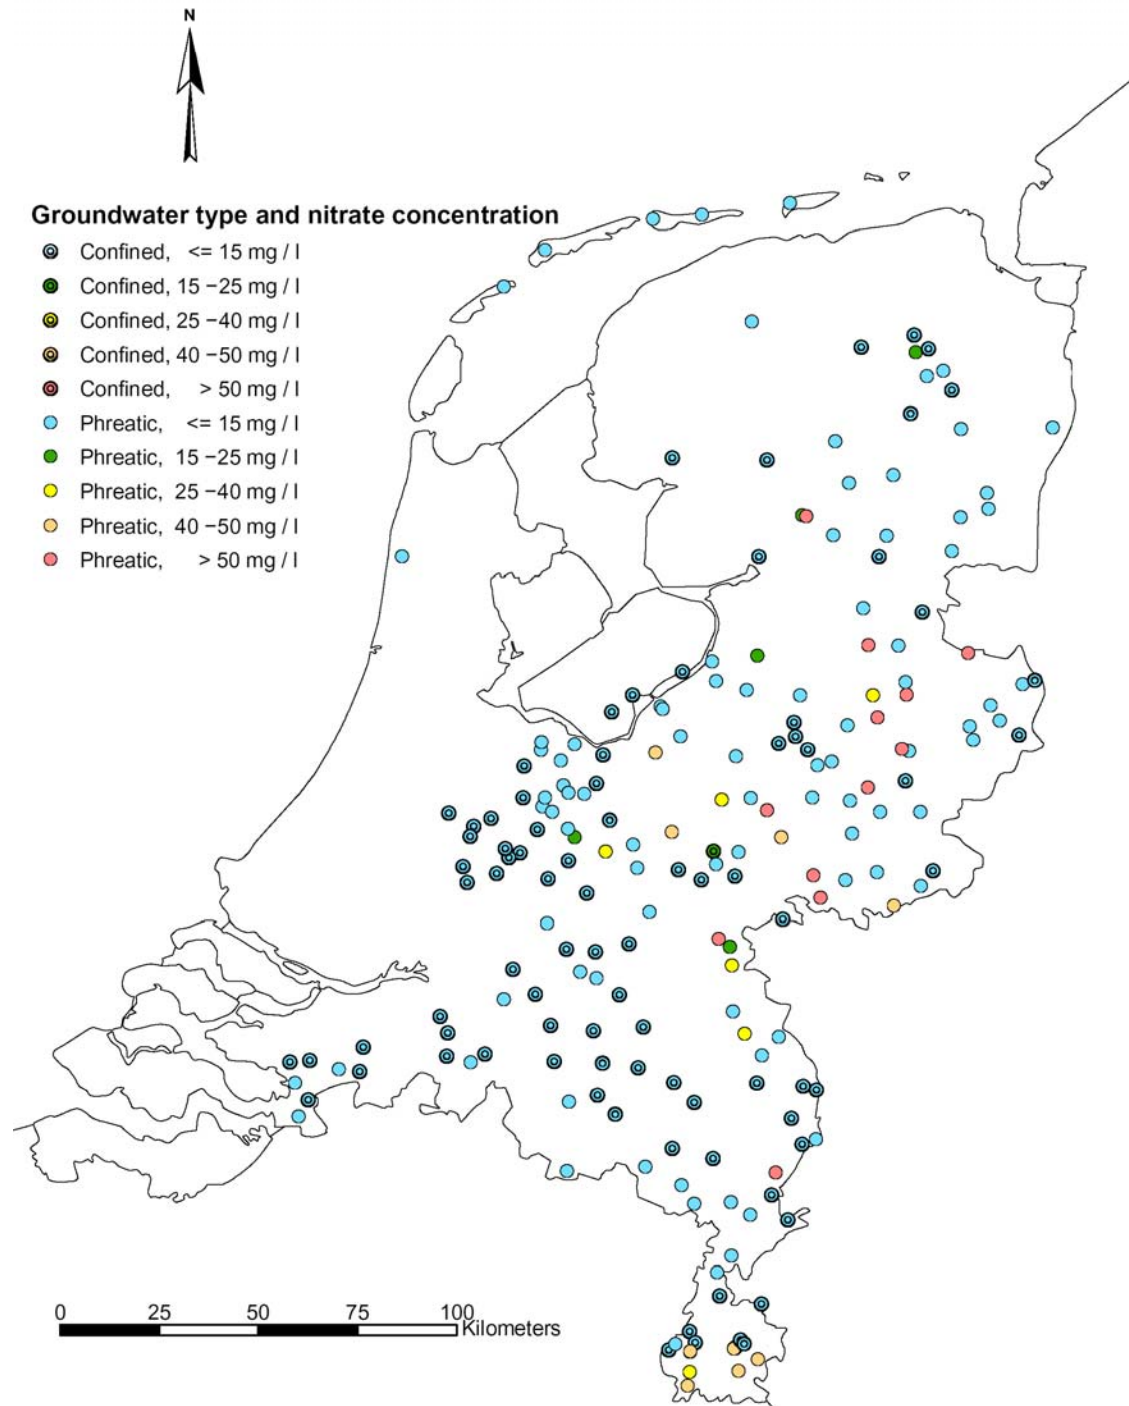 N
Groundwater type and nitrate concentration
Confined, <= 15 mg / l
Confined, 15 −25 mg / l
Confined, 25 −40 mg / l
Confined, 40 −50 mg / l
Confined, > 50 mg / l
Phreatic, <= 15 mg / l
Phreatic, 15 −25 mg / l
Phreatic, 25 −40 mg / l
Phreatic, 40 −50 mg / l
Phreatic, > 50 mg / l
0 25 50 75 100
Kilometers